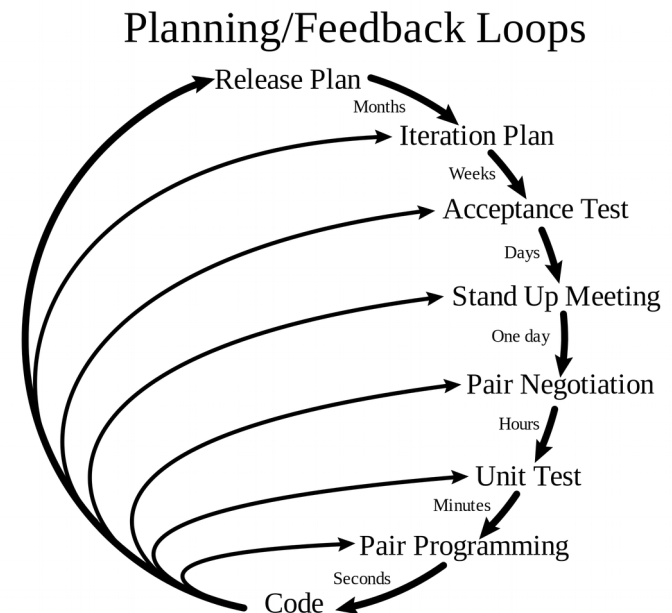 Planning/Feedback Loops
Release Plan
Months
Iteration Plan
Weeks
Acceptance Test
Days
Stand Up Meeting
One day
Pair Negotiation
Hours
Unit Test
Minutes
Pair Programming
Seconds
Code